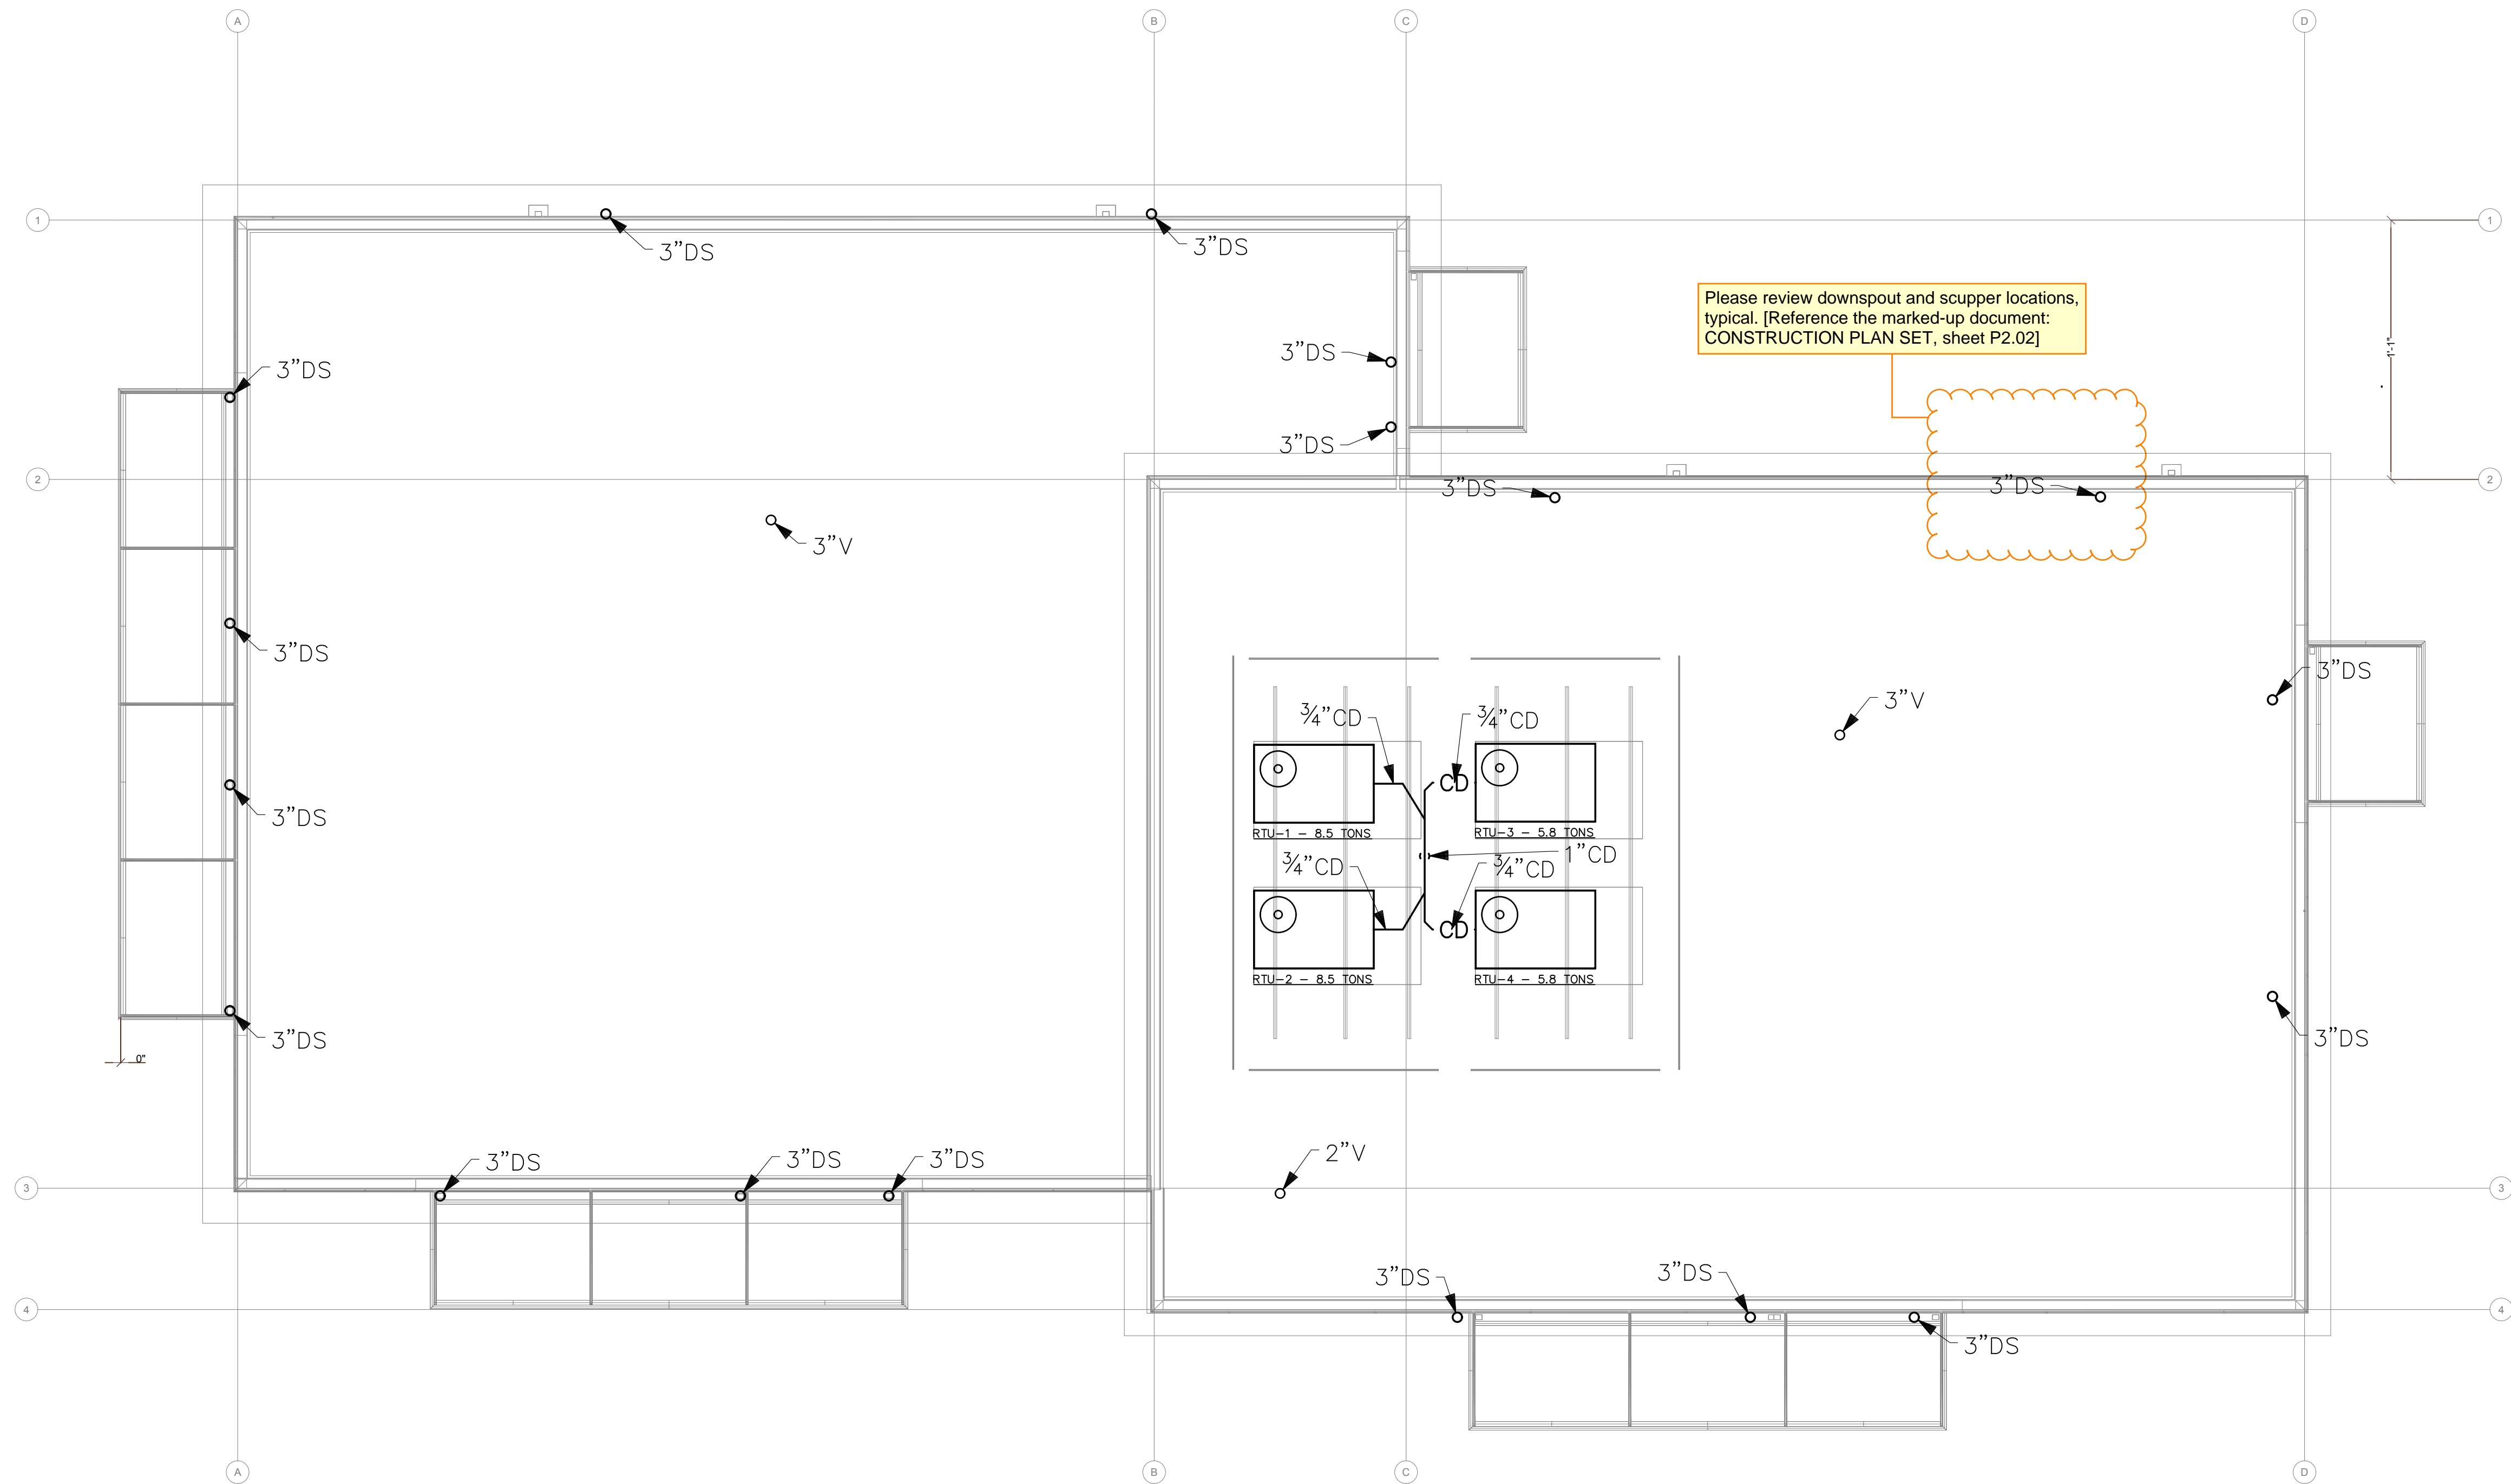 A
B
C
D
1
1
3"DS
3"DS
Please review downspout and scupper locations,
typical. [Reference the marked-up document:
CONSTRUCTION PLAN SET, sheet P2.02]
1'-1"
3"DS
3"DS
3"DS
2
2
3"DS
3"DS
3"V
3"DS
3"DS
3"V
¾"CD
¾"CD
CD
3"DS
RTU-1 - 8.5 TONS
RTU-3 - 5.8 TONS
1"CD
¾"CD
¾"CD
CD
RTU-2 - 8.5 TONS
RTU-4 - 5.8 TONS
3"DS
3"DS
0"
3"DS
3"DS
3"DS
2"V
3
3
3"DS
3"DS
4
4
3"DS
A
B
C
D